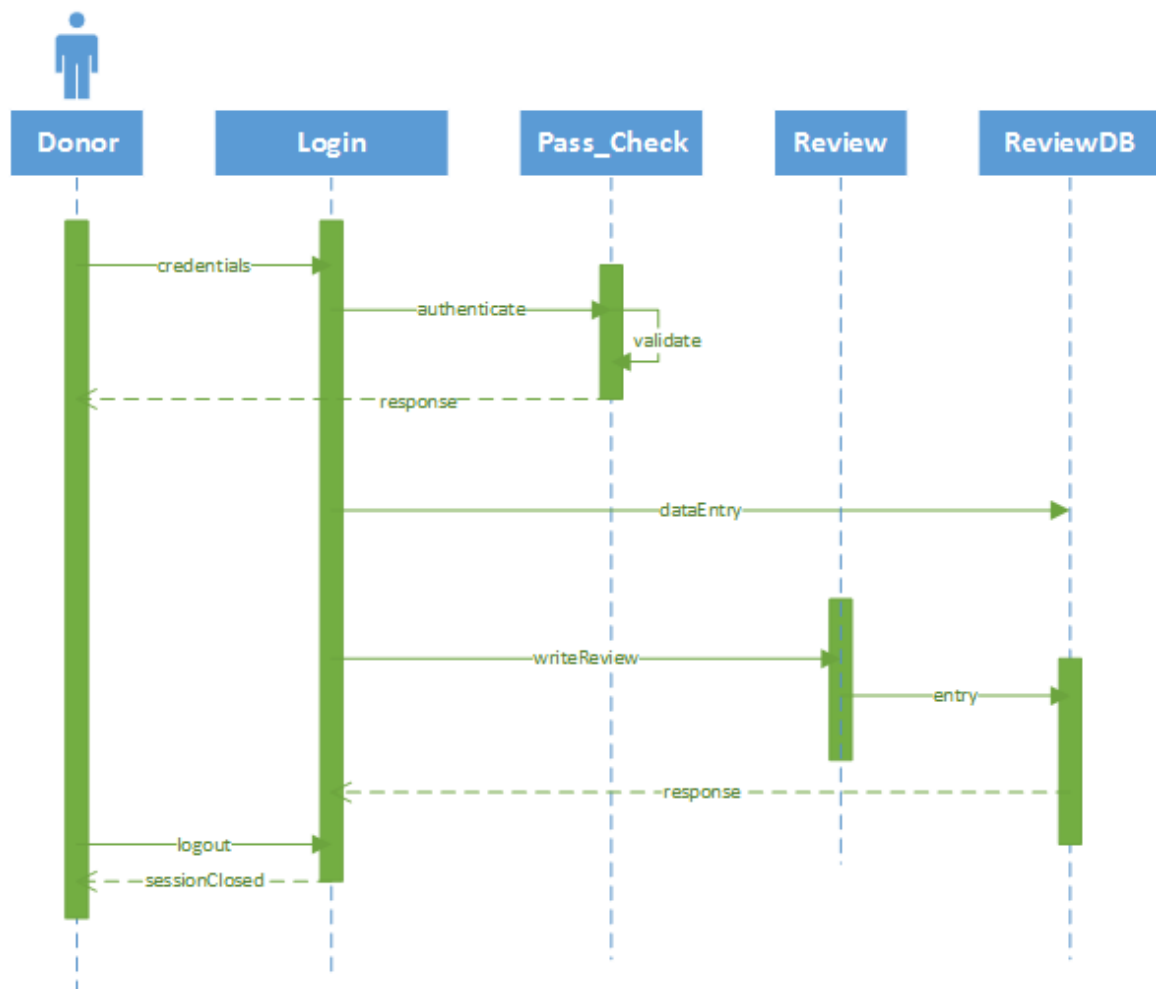 Donor
Login
Pass_Check
Review
ReviewDB
credentials
authenticate
validate
response
dataEntry
writeReview
entry
response
logout
sessionClosed